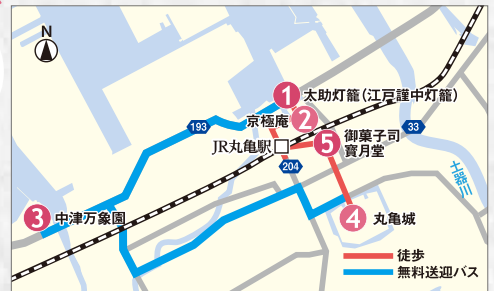 N
1 太助灯籠(江戸講中灯籠)
京極庵 2
193
33
JR丸亀駅
5 御菓子司
寶月堂
204
土器川
3 中津万象園
4 丸亀城
徒歩
無料送迎バス